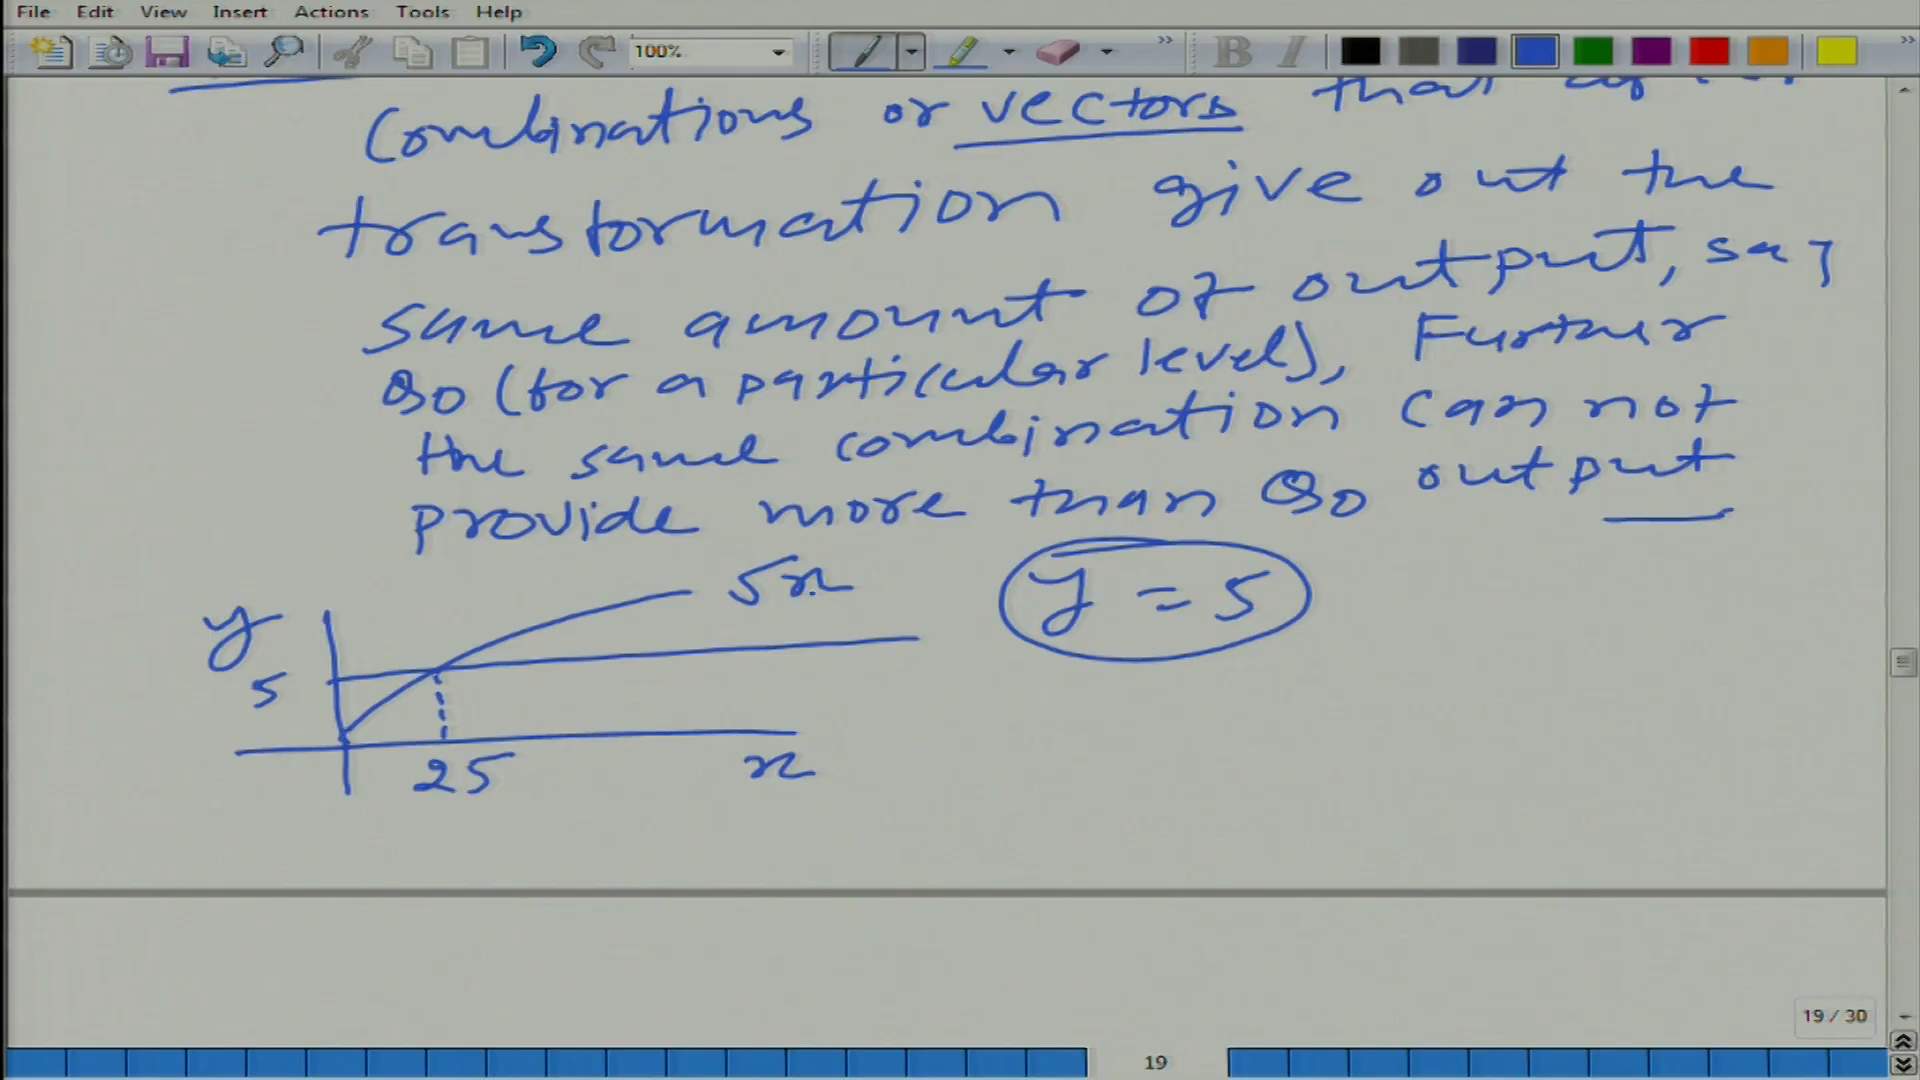 File Edit View Insert Actions Tools Help
100%
B I
Combinations or vectors that
transformation give out the
same amount of output, say
Q0 (for a particular level), Further
the same combination can not
provide more than Q0 output
5x
y = 5
y
5
25
x
19 / 30
19